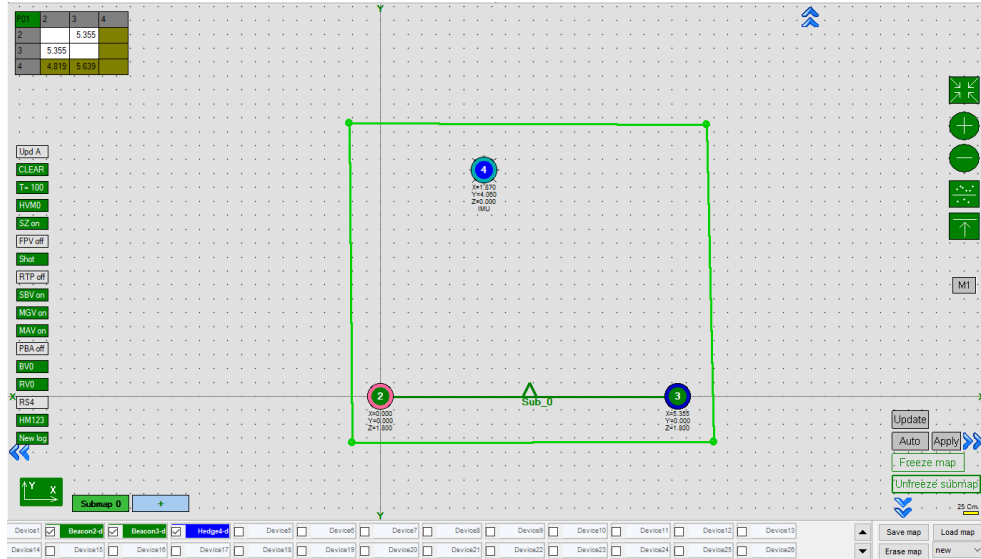 P01 2 3 4
2 5.355
3 5.355
4 4.819 5.639
Y
Upd A
CLEAR
T= 100
HVM0
SZ on
FPV off
Shot
RTP off
SBV on
MGV on
MAV on
PBA off
BV0
RV0
RS4
HM123
New log
4
X=1.870
Y=4.050
Z=0.000
IMU
M1
X
2
X=0.000
Y=0.000
Z=1.800
Sub_0
3
X=5.355
Y=0.000
Z=1.800
Update
Auto Apply
Freeze map
Unfreeze submap
25 Cm
Y X
Submap 0 +
Y
Device1 Beacon2-d Beacon3-d Hedge4-d Device5 Device6 Device7 Device8 Device9 Device10 Device11 Device12 Device13
Save map Load map
Device14 Device15 Device16 Device17 Device18 Device19 Device20 Device21 Device22 Device23 Device24 Device25 Device26
Erase map new